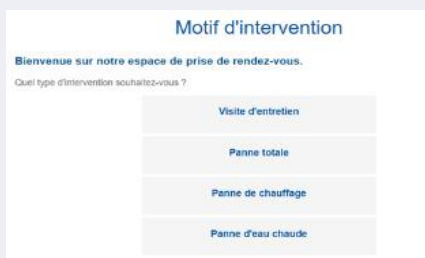 Motif d'intervention
Bienvenue sur notre espace de prise de rendez-vous.
Quel type d'intervention souhaitez-vous ?
Visite d'entretien
Panne totale
Panne de chauffage
Panne d'eau chaude